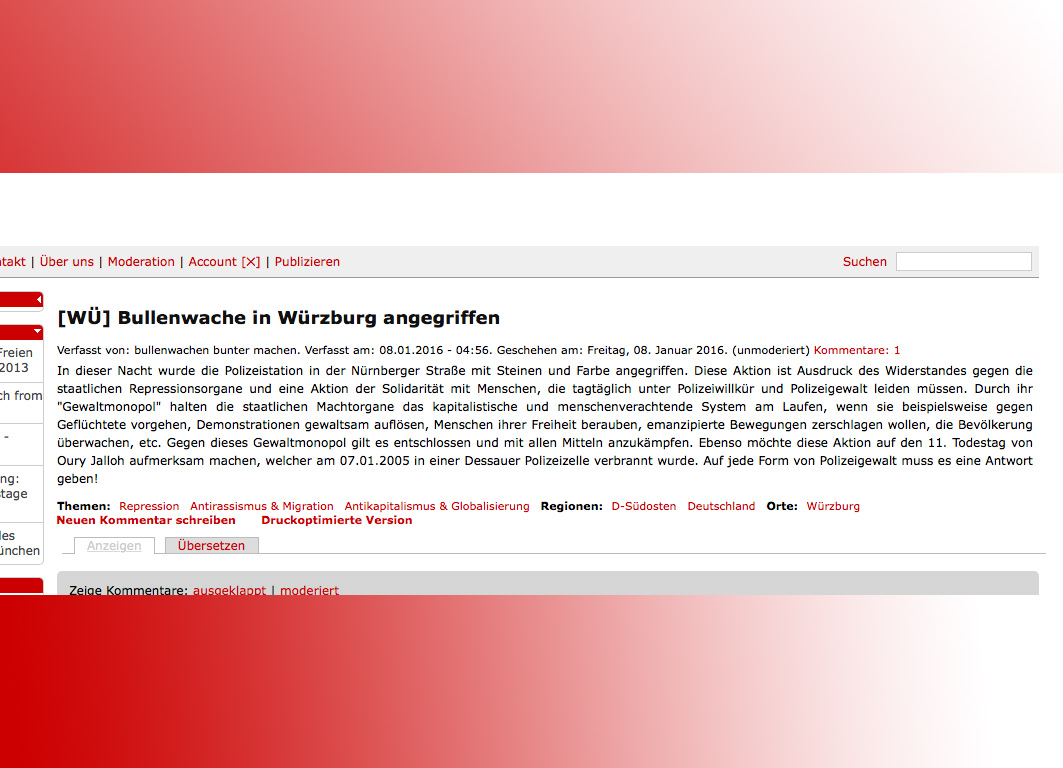 ntakt | Über uns | Moderation | Account [X] | Publizieren
Suchen
Freien
2013
ch from
-
ng:
stage
les
ünchen
[WÜ] Bullenwache in Würzburg angegriffen
Verfasst von: bullenwachen bunter machen. Verfasst am: 08.01.2016 - 04:56. Geschehen am: Freitag, 08. Januar 2016. (unmoderiert) Kommentare: 1
In dieser Nacht wurde die Polizeistation in der Nürnberger Straße mit Steinen und Farbe angegriffen. Diese Aktion ist Ausdruck des Widerstandes gegen die
staatlichen Repressionsorgane und eine Aktion der Solidarität mit Menschen, die tagtäglich unter Polizeiwillkür und Polizeigewalt leiden müssen. Durch ihr
"Gewaltmonopol" halten die staatlichen Machtorgane das kapitalistische und menschenverachtende System am Laufen, wenn sie beispielsweise gegen
Geflüchtete vorgehen, Demonstrationen gewaltsam auflösen, Menschen ihrer Freiheit berauben, emanzipierte Bewegungen zerschlagen wollen, die Bevölkerung
überwachen, etc. Gegen dieses Gewaltmonopol gilt es entschlossen und mit allen Mitteln anzukämpfen. Ebenso möchte diese Aktion auf den 11. Todestag von
Oury Jalloh aufmerksam machen, welcher am 07.01.2005 in einer Dessauer Polizeizelle verbrannt wurde. Auf jede Form von Polizeigewalt muss es eine Antwort
geben!
Themen: Repression Antirassismus & Migration Antikapitalismus & Globalisierung Regionen: D-Südosten Deutschland Orte: Würzburg
Neuen Kommentar schreiben Druckoptimierte Version
Anzeigen Übersetzen
Zeige Kommentare: ausgeklappt | moderiert